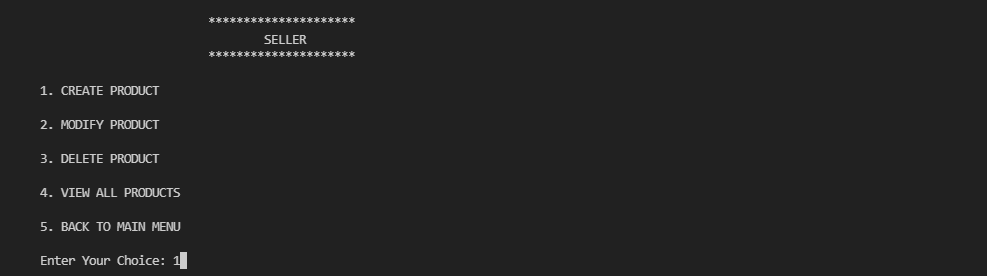 *********************
SELLER
*********************
1. CREATE PRODUCT
2. MODIFY PRODUCT
3. DELETE PRODUCT
4. VIEW ALL PRODUCTS
5. BACK TO MAIN MENU
Enter Your Choice: 1